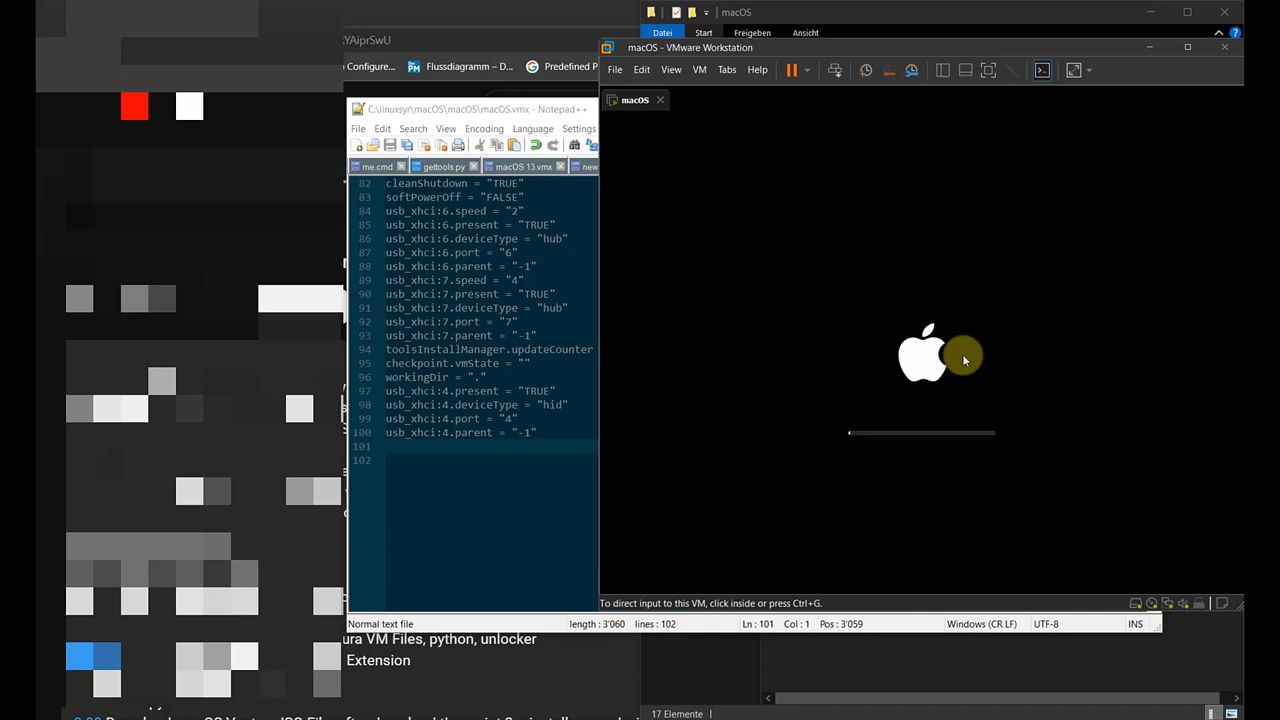 YAiprSwU
Configure...
Flussdiagramm – D...
Predefined P
macOS
Datei Start Freigeben Ansicht
macOS - VMware Workstation
File Edit View VM Tabs Help
macOS
C:\linuxsyr\macOS\macOS\macOS.vmx - Notepad++
File Edit Search View Encoding Language Settings
me.cmd gettools.py macOS 13.vmx new
82 cleanShutdown = "TRUE"
83 softPowerOff = "FALSE"
84 usb_xhci:6.speed = "2"
85 usb_xhci:6.present = "TRUE"
86 usb_xhci:6.deviceType = "hub"
87 usb_xhci:6.port = "6"
88 usb_xhci:6.parent = "-1"
89 usb_xhci:7.speed = "4"
90 usb_xhci:7.present = "TRUE"
91 usb_xhci:7.deviceType = "hub"
92 usb_xhci:7.port = "7"
93 usb_xhci:7.parent = "-1"
94 toolsInstallManager.updateCounter
95 checkpoint.vmState = ""
96 workingDir = "."
97 usb_xhci:4.present = "TRUE"
98 usb_xhci:4.deviceType = "hid"
99 usb_xhci:4.port = "4"
100 usb_xhci:4.parent = "-1"
101
102
To direct input to this VM, click inside or press Ctrl+G.
Normal text file length : 3'060 lines : 102 Ln : 101 Col : 1 Pos : 3'059 Windows (CR LF) UTF-8 INS
ura VM Files, python, unlocker
Extension
17 Elemente